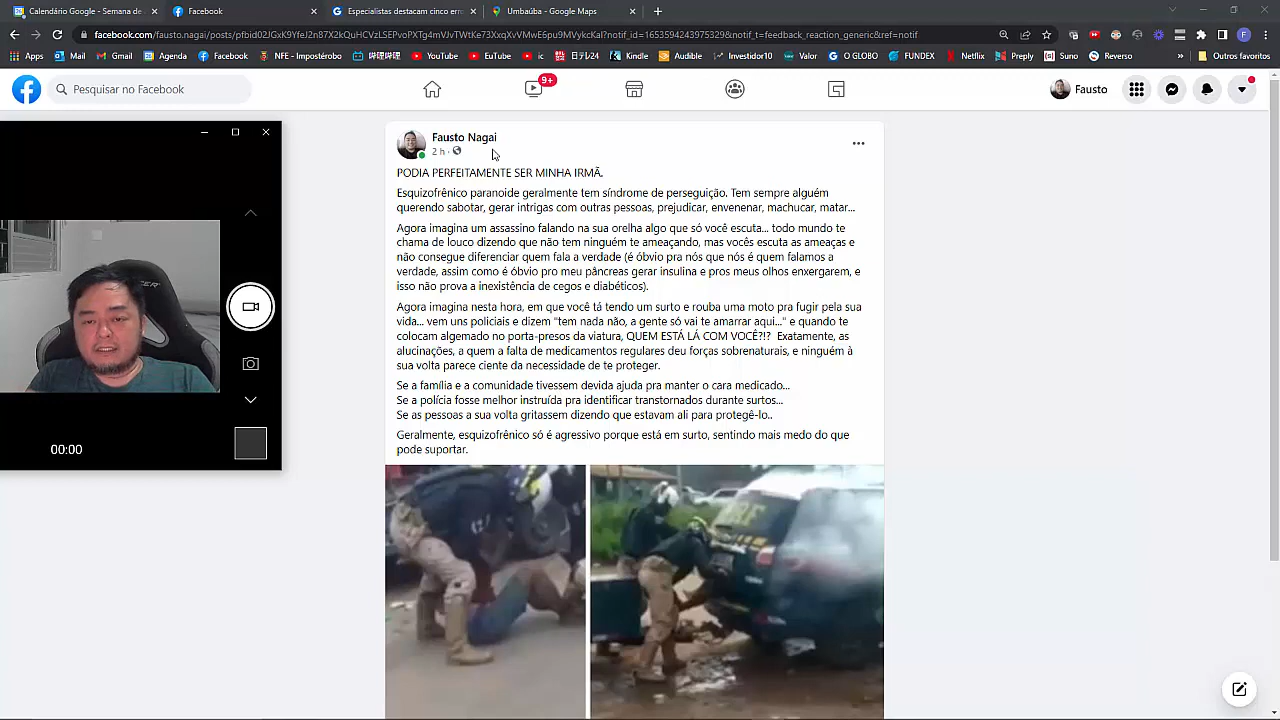 Calendário Google - Semana de
Facebook
Especialistas destacam cinco erro
Umbaúba - Google Maps
facebook.com/fausto.nagai/posts/
?notif_id=1653594243975329&notif_t=feedback_reaction_generic&ref=notif
F
Apps
Mail
Gmail
Agenda
Facebook
NFE - Impostérobo
嗶哩嗶哩
YouTube
EuTube
ic
日ﾃﾚ24
Kindle
Audible
Investidor10
Valor
O GLOBO
FUNDEX
Netflix
Preply
Suno
Reverso
»
Outros favoritos
Pesquisar no Facebook
9+
Fausto
Fausto Nagai
2 h ·
PODIA PERFEITAMENTE SER MINHA IRMÃ.
Esquizofrênico paranoide geralmente tem síndrome de perseguição. Tem sempre alguém
querendo sabotar, gerar intrigas com outras pessoas, prejudicar, envenenar, machucar, matar...
Agora imagina um assassino falando na sua orelha algo que só você escuta... todo mundo te
chama de louco dizendo que não tem ninguém te ameaçando, mas vocês escuta as ameaças e
não consegue diferenciar quem fala a verdade (é óbvio pra nós que nós é quem falamos a
verdade, assim como é óbvio pro meu pâncreas gerar insulina e pros meus olhos enxergarem, e
isso não prova a inexistência de cegos e diabéticos).
Agora imagina nesta hora, em que você tá tendo um surto e rouba uma moto pra fugir pela sua
vida... vem uns policiais e dizem "tem nada não, a gente só vai te amarrar aqui..." e quando te
colocam algemado no porta-presos da viatura, QUEM ESTÁ LÁ COM VOCÊ?!? Exatamente, as
alucinações, a quem a falta de medicamentos regulares deu forças sobrenaturais, e ninguém à
sua volta parece ciente da necessidade de te proteger.
Se a família e a comunidade tivessem devida ajuda pra manter o cara medicado...
Se a polícia fosse melhor instruída pra identificar transtornados durante surtos...
Se as pessoas a sua volta gritassem dizendo que estavam ali para protegê-lo..
Geralmente, esquizofrênico só é agressivo porque está em surto, sentindo mais medo do que
pode suportar.
00:00